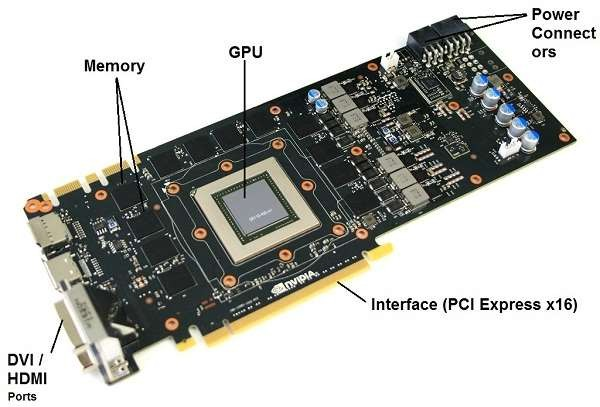 Power
Connect
ors
GPU
Memory
NVIDIA
Interface (PCI Express x16)
DVI /
HDMI
Ports